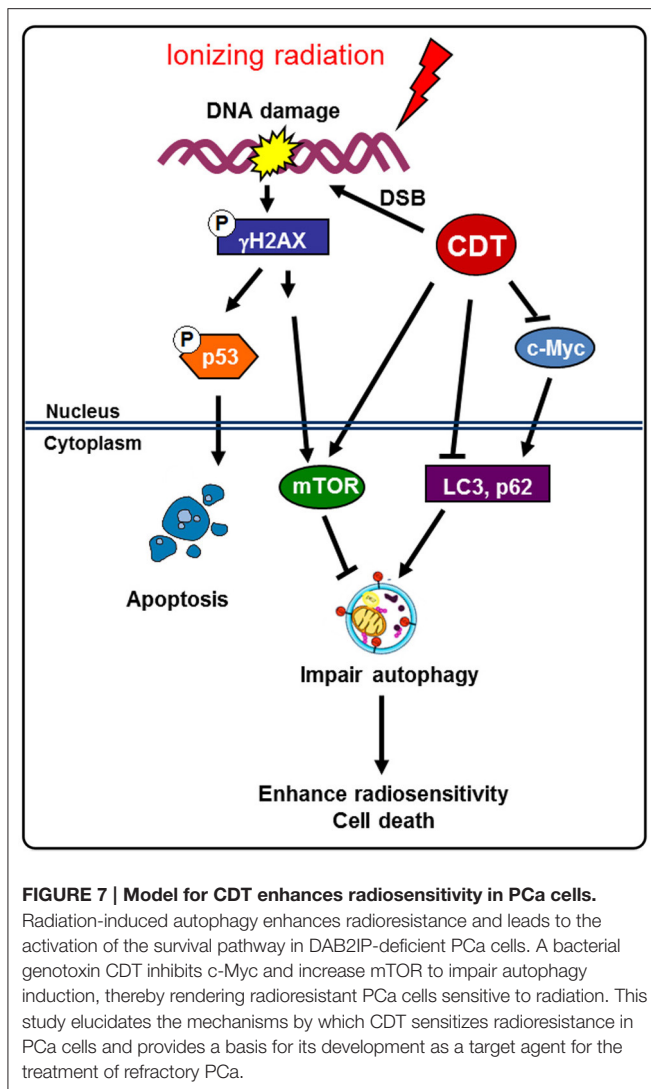 Ionizing radiation
DNA damage
DSB
P
γH2AX
CDT
P
p53
c-Myc
Nucleus
Cytoplasm
mTOR
LC3, p62
Apoptosis
Impair autophagy
Enhance radiosensitivity
Cell death
FIGURE 7 | Model for CDT enhances radiosensitivity in PCa cells.
Radiation-induced autophagy enhances radioresistance and leads to the
activation of the survival pathway in DAB2IP-deficient PCa cells. A bacterial
genotoxin CDT inhibits c-Myc and increase mTOR to impair autophagy
induction, thereby rendering radioresistant PCa cells sensitive to radiation. This
study elucidates the mechanisms by which CDT sensitizes radioresistance in
PCa cells and provides a basis for its development as a target agent for the
treatment of refractory PCa.